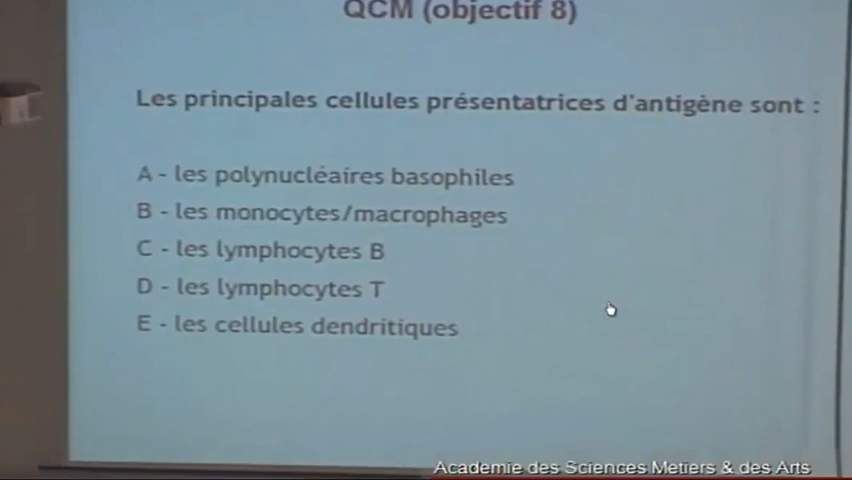 QCM (objectif 8)
Les principales cellules présentatrices d'antigène sont :
A - les polynucléaires basophiles
B - les monocytes/macrophages
C - les lymphocytes B
D - les lymphocytes T
E - les cellules dendritiques
Academie des Sciences Metiers & des Arts